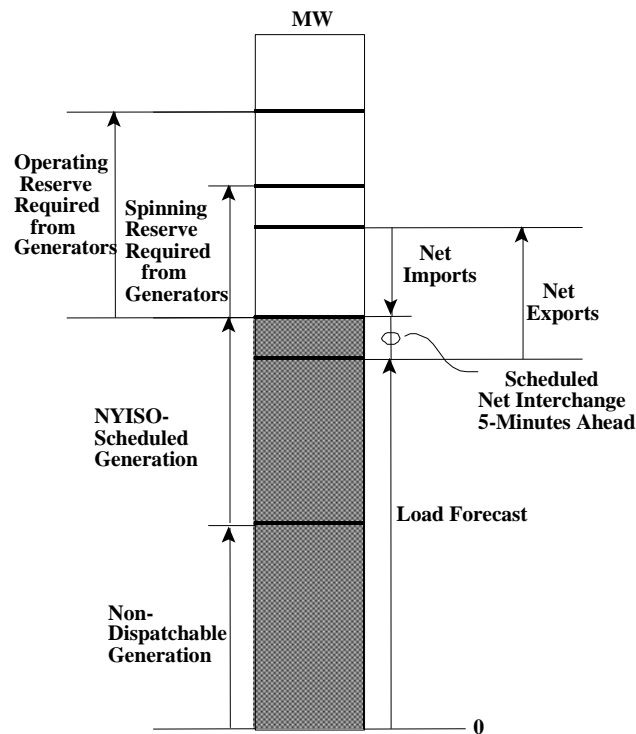 MW
Operating
Reserve
Required
from
Generators
Spinning
Reserve
Required
from
Generators
Net
Imports
Net
Exports
Scheduled
Net Interchange
5-Minutes Ahead
NYISO-
Scheduled
Generation
Load Forecast
Non-
Dispatchable
Generation
0